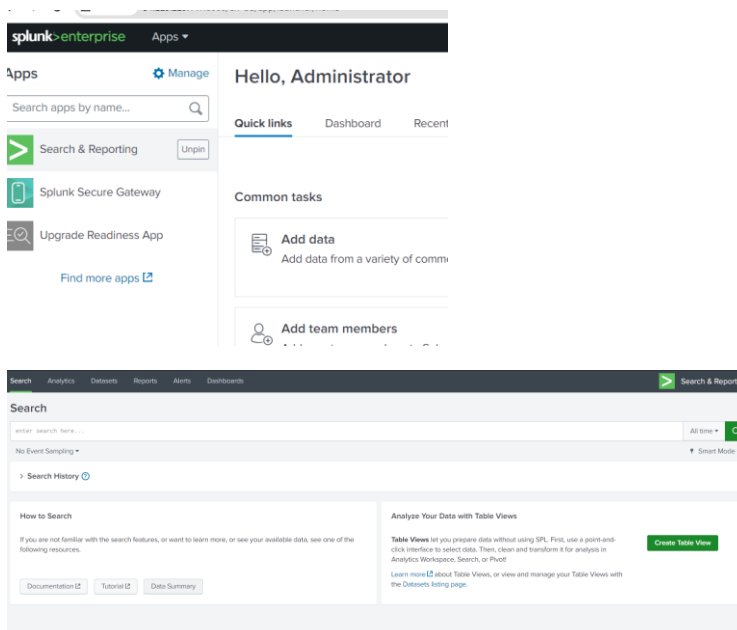 splunk>enterprise Apps
Apps Manage
Hello, Administrator
Search apps by name...
Quick links Dashboard Recent
Search & Reporting Unpin
Splunk Secure Gateway
Common tasks
Upgrade Readiness App
Add data
Add data from a variety of comm
Find more apps
Add team members
Search Analytics Datasets Reports Alerts Dashboards Search & Report
Search
enter search here... All time
No Event Sampling Smart Mode
> Search History ?
How to Search
If you are not familiar with the search features, or want to learn more, or see your available data, see one of the
following resources.
Documentation Tutorial Data Summary
Analyze Your Data with Table Views
Table Views let you prepare data without using SPL. First, use a point-and-
click interface to select data. Then, clean and transform it for analysis in
Analytics Workspace, Search, or Pivot!
Create Table View
Learn more about Table Views, or view and manage your Table Views with
the Datasets listing page.